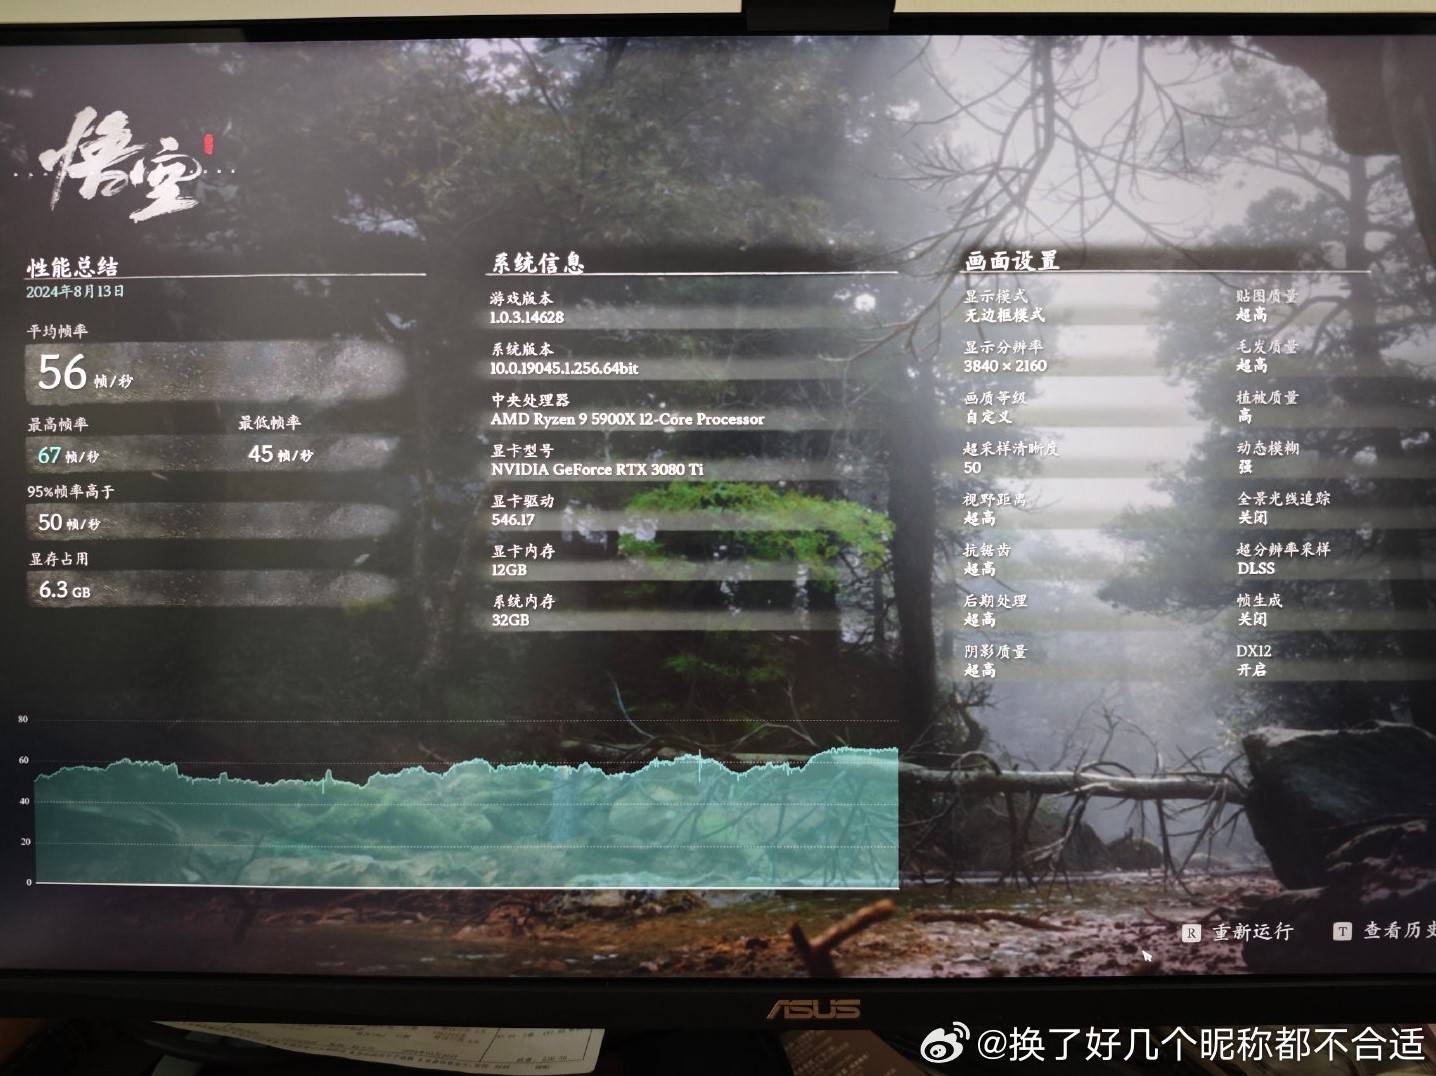 悟空
性能总结
2024年8月13日
平均帧率
56 帧/秒
最高帧率
67 帧/秒
最低帧率
45 帧/秒
95%帧率高于
50 帧/秒
显存占用
6.3 GB
系统信息
游戏版本
1.0.3.14628
系统版本
10.0.19045.1.256.64bit
中央处理器
AMD Ryzen 9 5900X 12-Core Processor
显卡型号
NVIDIA GeForce RTX 3080 Ti
显卡驱动
546.17
显卡内存
12GB
系统内存
32GB
画面设置
显示模式
无边框模式
显示分辨率
3840 × 2160
画质等级
自定义
超采样清晰度
50
视野距离
超高
抗锯齿
超高
后期处理
超高
阴影质量
超高
贴图质量
超高
毛发质量
超高
植被质量
高
动态模糊
强
全景光线追踪
关闭
超分辨率采样
DLSS
帧生成
关闭
DX12
开启
80
60
40
20
0
R 重新运行
T 查看历史
ASUS
@换了好几个昵称都不合适